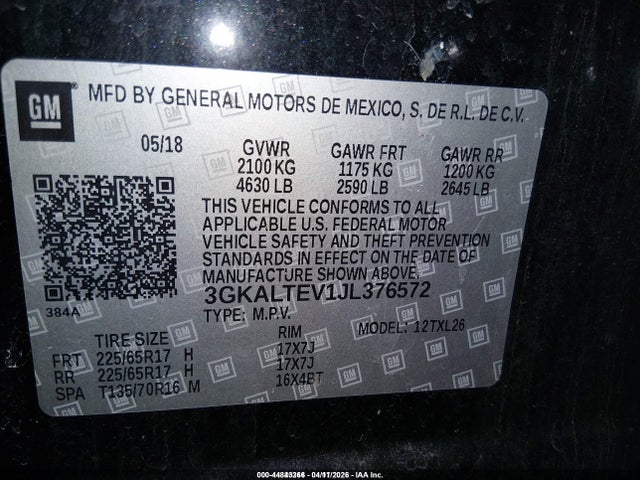 GM
MFD BY GENERAL MOTORS DE MEXICO, S. DE R.L. DE C.V.
05/18 GVWR GAWR FRT GAWR RR
2100 KG 1175 KG 1200 KG
4630 LB 2590 LB 2645 LB
THIS VEHICLE CONFORMS TO ALL
APPLICABLE U.S. FEDERAL MOTOR
VEHICLE SAFETY AND THEFT PREVENTION
STANDARDS IN EFFECT ON THE DATE OF
MANUFACTURE SHOWN ABOVE.
384A 3GKALTEV1JL376572
TYPE: M.P.V. MODEL: 12TXL26
TIRE SIZE RIM
FRT 225/65R17 H 17X7J
RR 225/65R17 H 17X7J
SPA T135/70R16 M 16X4BT
04/11/2026 - IAA Inc.